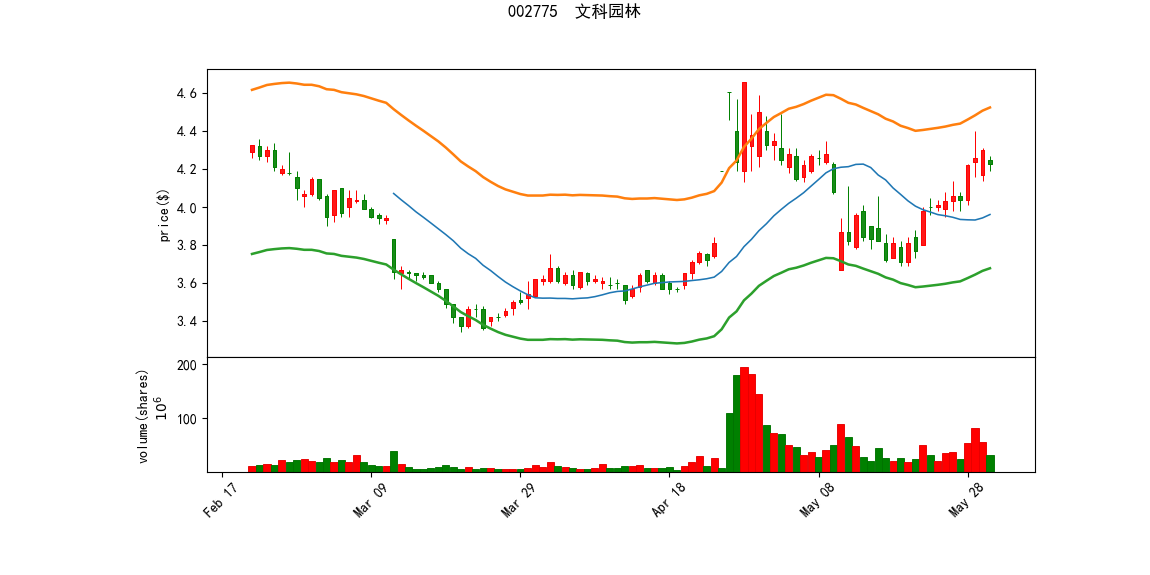 002775 文科园林
price($)
4.6
4.4
4.2
4.0
3.8
3.6
3.4
volume(shares)
10^6
200
100
Feb 17
Mar 09
Mar 29
Apr 18
May 08
May 28